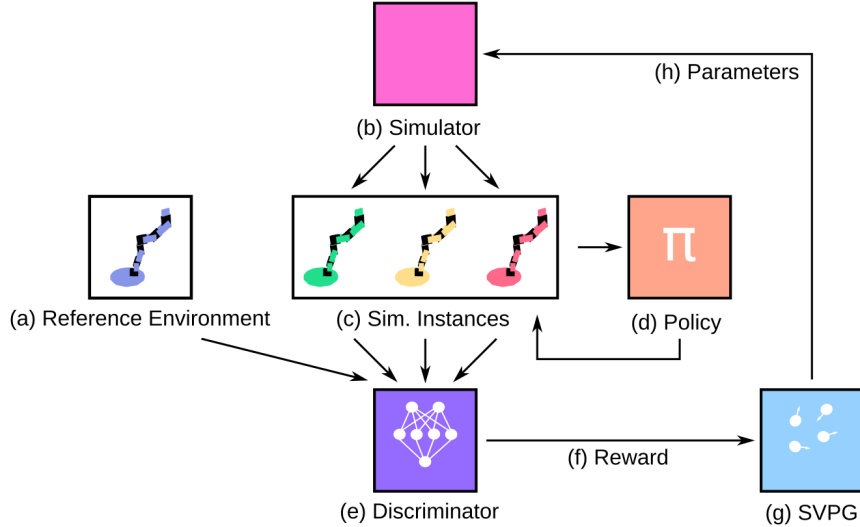 (h) Parameters
(b) Simulator
π
(a) Reference Environment
(c) Sim. Instances
(d) Policy
(f) Reward
(e) Discriminator
(g) SVPG